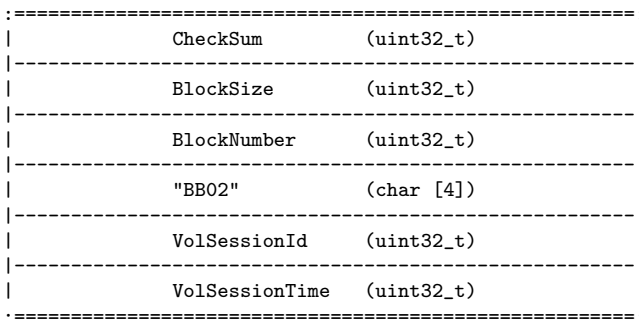 :=======================================================
|             CheckSum         (uint32_t)
|-------------------------------------------------------
|             BlockSize        (uint32_t)
|-------------------------------------------------------
|             BlockNumber      (uint32_t)
|-------------------------------------------------------
|             "BB02"           (char [4])
|-------------------------------------------------------
|             VolSessionId     (uint32_t)
|-------------------------------------------------------
|             VolSessionTime   (uint32_t)
:=======================================================